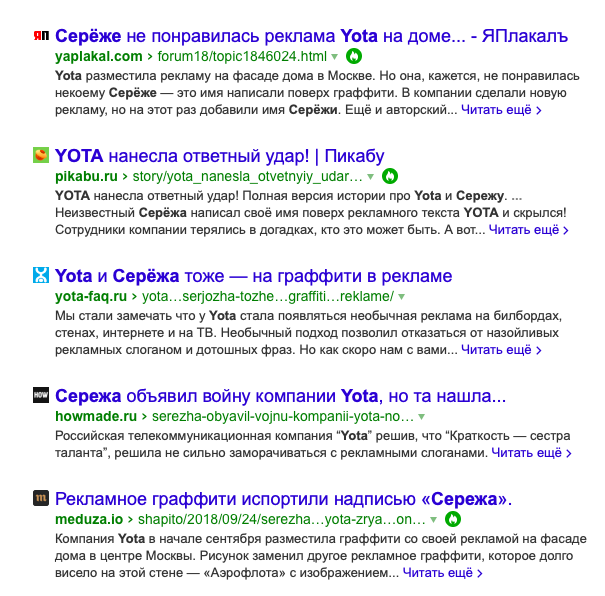 ЯП Серёже не понравилась реклама Yota на доме... - ЯПлакалъ
yaplakal.com › forum18/topic1846024.html
Yota разместила рекламу на фасаде дома в Москве. Но она, кажется, не понравилась
некоему Серёже — это имя написали поверх граффити. В компании сделали новую
рекламу, но на этот раз добавили имя Серёжи. Ещё и авторский... Читать ещё ›
YOTA нанесла ответный удар! | Пикабу
pikabu.ru › story/yota_nanesla_otvetnyiy_udar…
YOTA нанесла ответный удар! Полная версия истории про Yota и Сережу. ...
Неизвестный Серёжа написал своё имя поверх рекламного текста YOTA и скрылся!
Сотрудники компании терялись в догадках, кто это может быть. А вот... Читать ещё ›
Yota и Серёжа тоже — на граффити в рекламе
yota-faq.ru › yota…serjozha-tozhe…graffiti…reklame/
Мы стали замечать что у Yota стала появляться необычная реклама на билбордах,
стенах, интернете и на ТВ. Необычный подход позволил отказаться от назойливых
рекламных слоганом и дотошных фраз. Но как скоро нам с вами... Читать ещё ›
HOW Сережа объявил войну компании Yota, но та нашла...
howmade.ru › serezha-obyavil-vojnu-kompanii-yota-no…
Российская телекоммуникационная компания “Yota” решив, что “Краткость — сестра
таланта”, решила не сильно заморачиваться с рекламными слоганами. Читать ещё ›
m Рекламное граффити испортили надписью «Сережа».
meduza.io › shapito/2018/09/24/serezha…yota-zrya…on…
Компания Yota в начале сентября разместила граффити со своей рекламой на фасаде
дома в центре Москвы. Рисунок заменил другое рекламное граффити, которое долго
висело на этой стене — «Аэрофлота» с изображением... Читать ещё ›